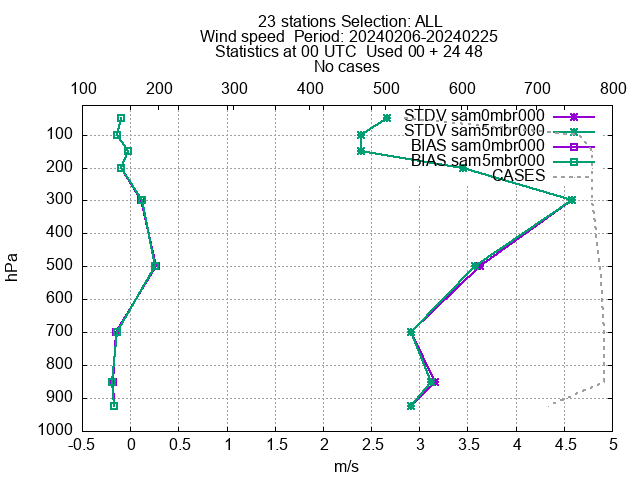 23 stations Selection: ALL
Wind speed  Period: 20240206-20240225
Statistics at 00 UTC  Used 00 + 24 48
No cases
100 200 300 400 500 600 700 800
STDV sam0mbr000
STDV sam5mbr000
BIAS sam0mbr000
BIAS sam5mbr000
CASES
hPa
100
200
300
400
500
600
700
800
900
1000
-0.5 0 0.5 1 1.5 2 2.5 3 3.5 4 4.5 5
m/s